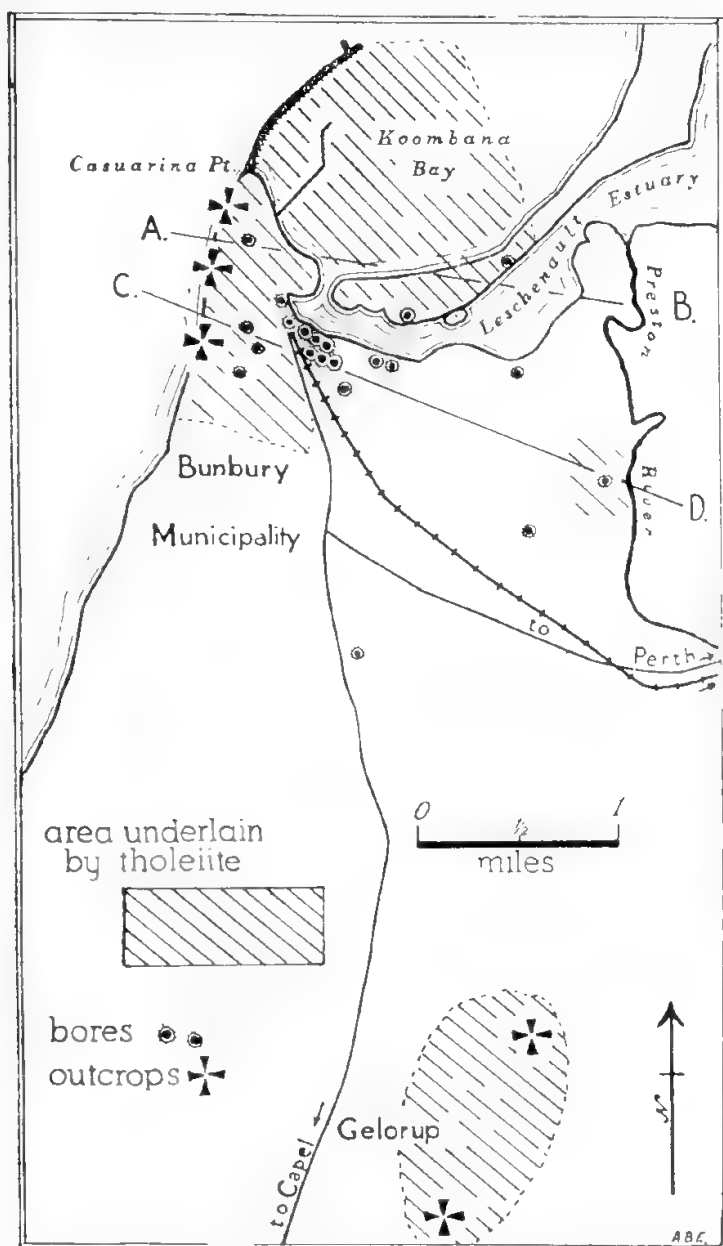 Casuarina Pt.
Koombana
Bay
A.
Estuary
Leschenault
C.
B.
Preston
River
Bunbury
D.
Municipality
to
Perth
0 ½ 1
miles
area underlain
by tholeiite
bores
outcrops
Gelorup
to Capel
N
A.B.E.